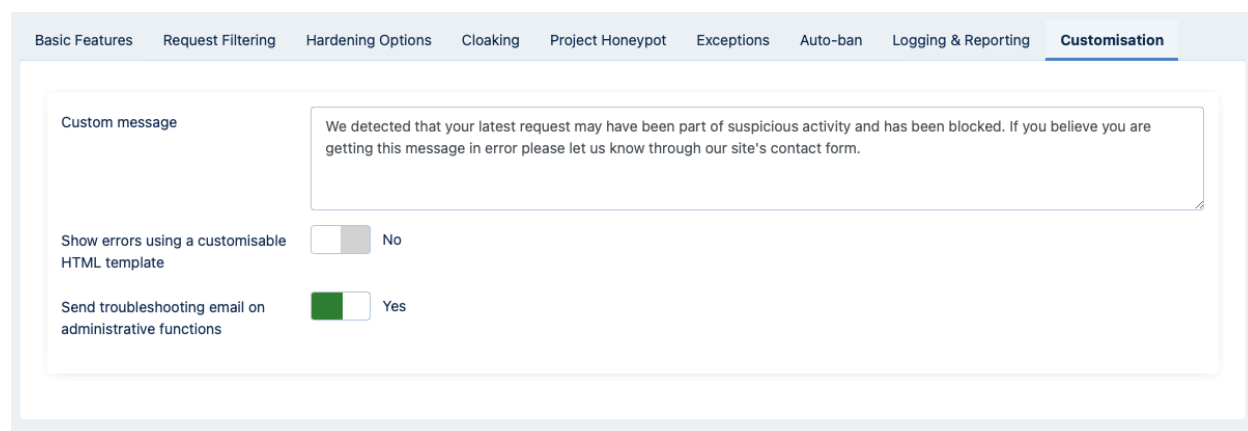 Basic Features Request Filtering Hardening Options Cloaking Project Honeypot Exceptions Auto-ban Logging & Reporting Customisation
Custom message
We detected that your latest request may have been part of suspicious activity and has been blocked. If you believe you are
getting this message in error please let us know through our site's contact form.
Show errors using a customisable
HTML template
No
Send troubleshooting email on
administrative functions
Yes